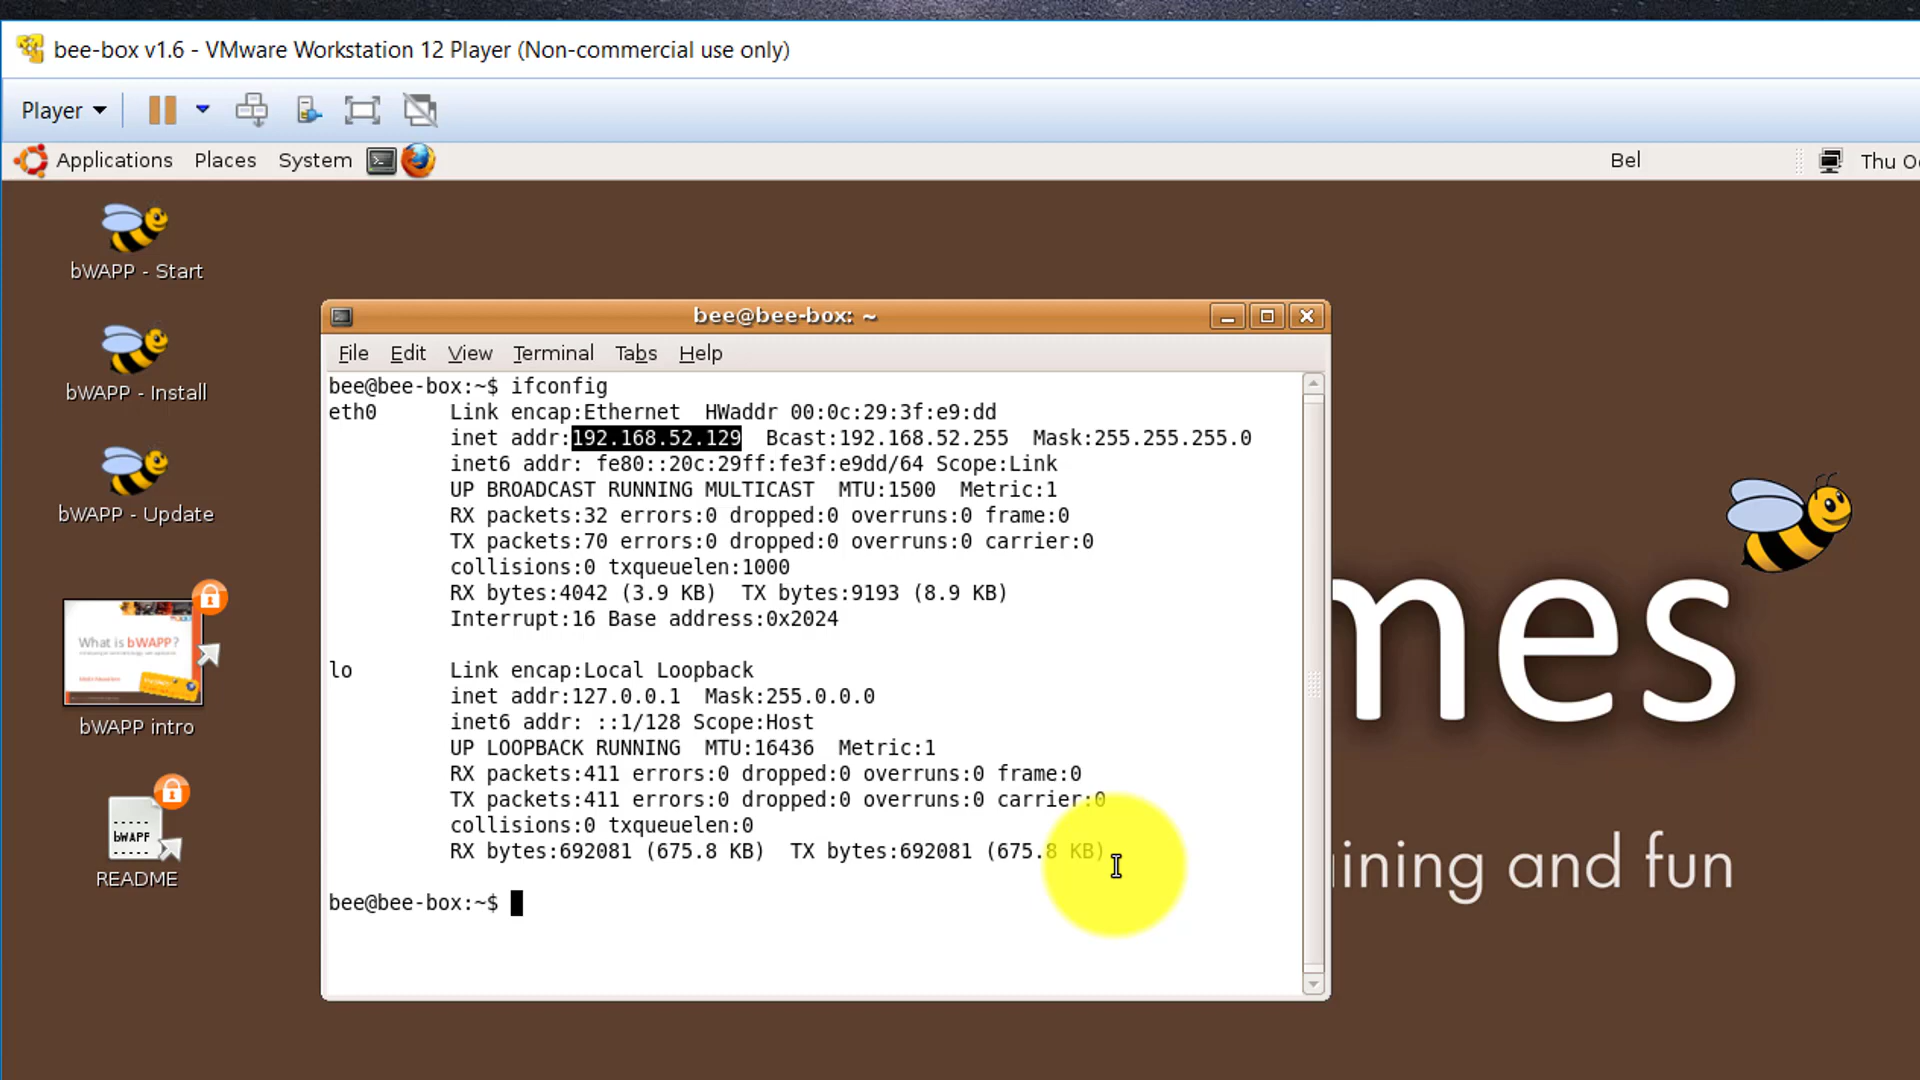 bee-box v1.6 - VMware Workstation 12 Player (Non-commercial use only)
Player
Applications Places System Bel Thu Oc
bWAPP - Start
bWAPP - Install
bWAPP - Update
What is bWAPP?
bWAPP intro
bWAPP
README
bee@bee-box: ~
File Edit View Terminal Tabs Help
bee@bee-box:~$ ifconfig
eth0 Link encap:Ethernet HWaddr 00:0c:29:3f:e9:dd
inet addr:192.168.52.129 Bcast:192.168.52.255 Mask:255.255.255.0
inet6 addr: fe80::20c:29ff:fe3f:e9dd/64 Scope:Link
UP BROADCAST RUNNING MULTICAST MTU:1500 Metric:1
RX packets:32 errors:0 dropped:0 overruns:0 frame:0
TX packets:70 errors:0 dropped:0 overruns:0 carrier:0
collisions:0 txqueuelen:1000
RX bytes:4042 (3.9 KB) TX bytes:9193 (8.9 KB)
Interrupt:16 Base address:0x2024
lo Link encap:Local Loopback
inet addr:127.0.0.1 Mask:255.0.0.0
inet6 addr: ::1/128 Scope:Host
UP LOOPBACK RUNNING MTU:16436 Metric:1
RX packets:411 errors:0 dropped:0 overruns:0 frame:0
TX packets:411 errors:0 dropped:0 overruns:0 carrier:0
collisions:0 txqueuelen:0
RX bytes:692081 (675.8 KB) TX bytes:692081 (675.8 KB)
bee@bee-box:~$
mes
ining and fun